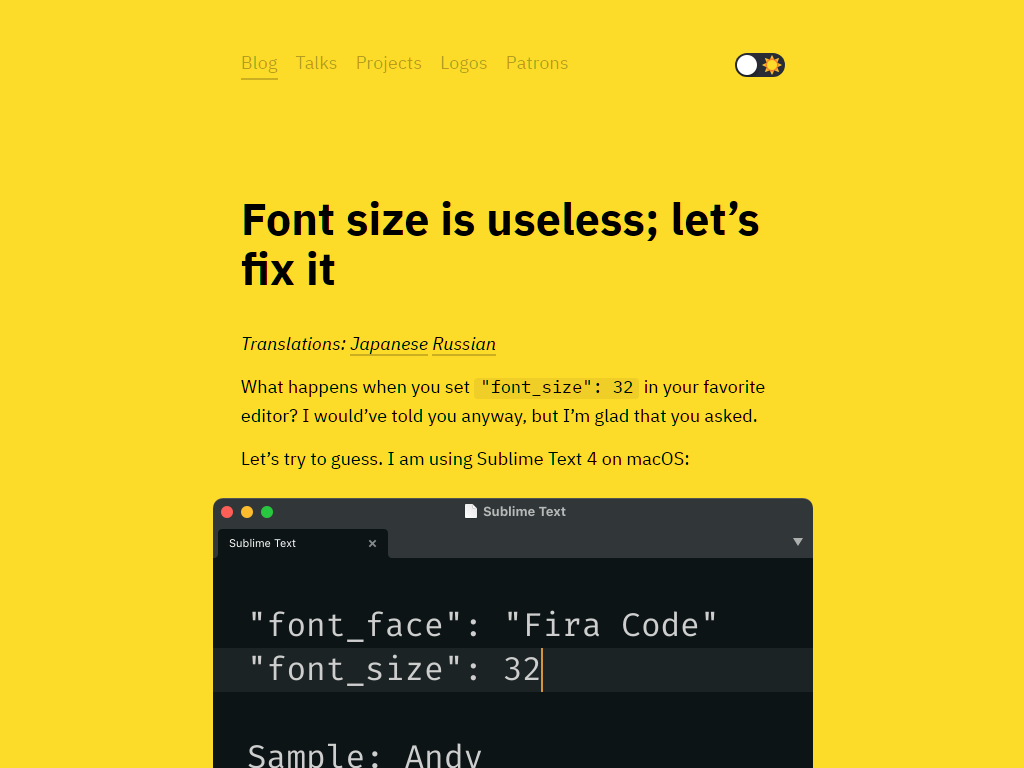 Blog Talks Projects Logos Patrons
Font size is useless; let’s
fix it
Translations: Japanese Russian
What happens when you set "font_size": 32 in your favorite
editor? I would’ve told you anyway, but I’m glad that you asked.
Let’s try to guess. I am using Sublime Text 4 on macOS:
Sublime Text
Sublime Text
"font_face": "Fira Code"
"font_size": 32
Sample: Andy